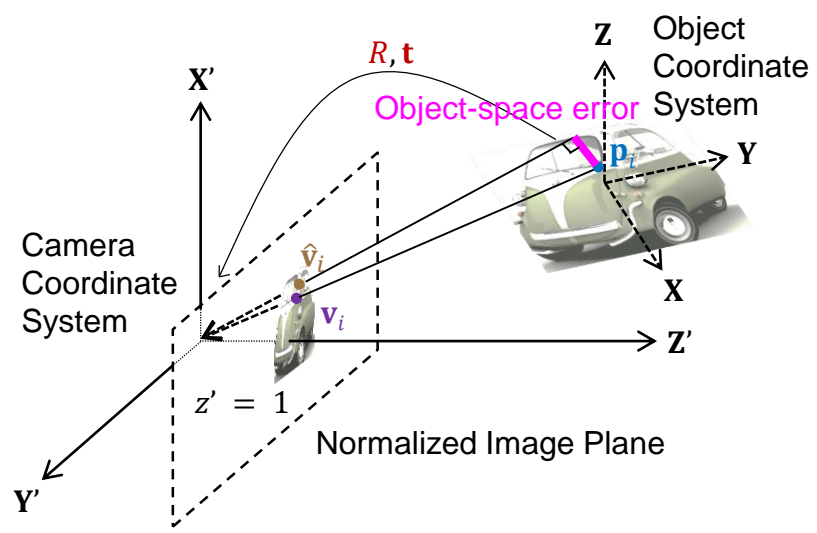 Z
Object
Coordinate
System
R, t
X'
Object-space error
p_i
Y
X
Camera
Coordinate
System
v̂_i
v_i
Z'
z' = 1
Normalized Image Plane
Y'